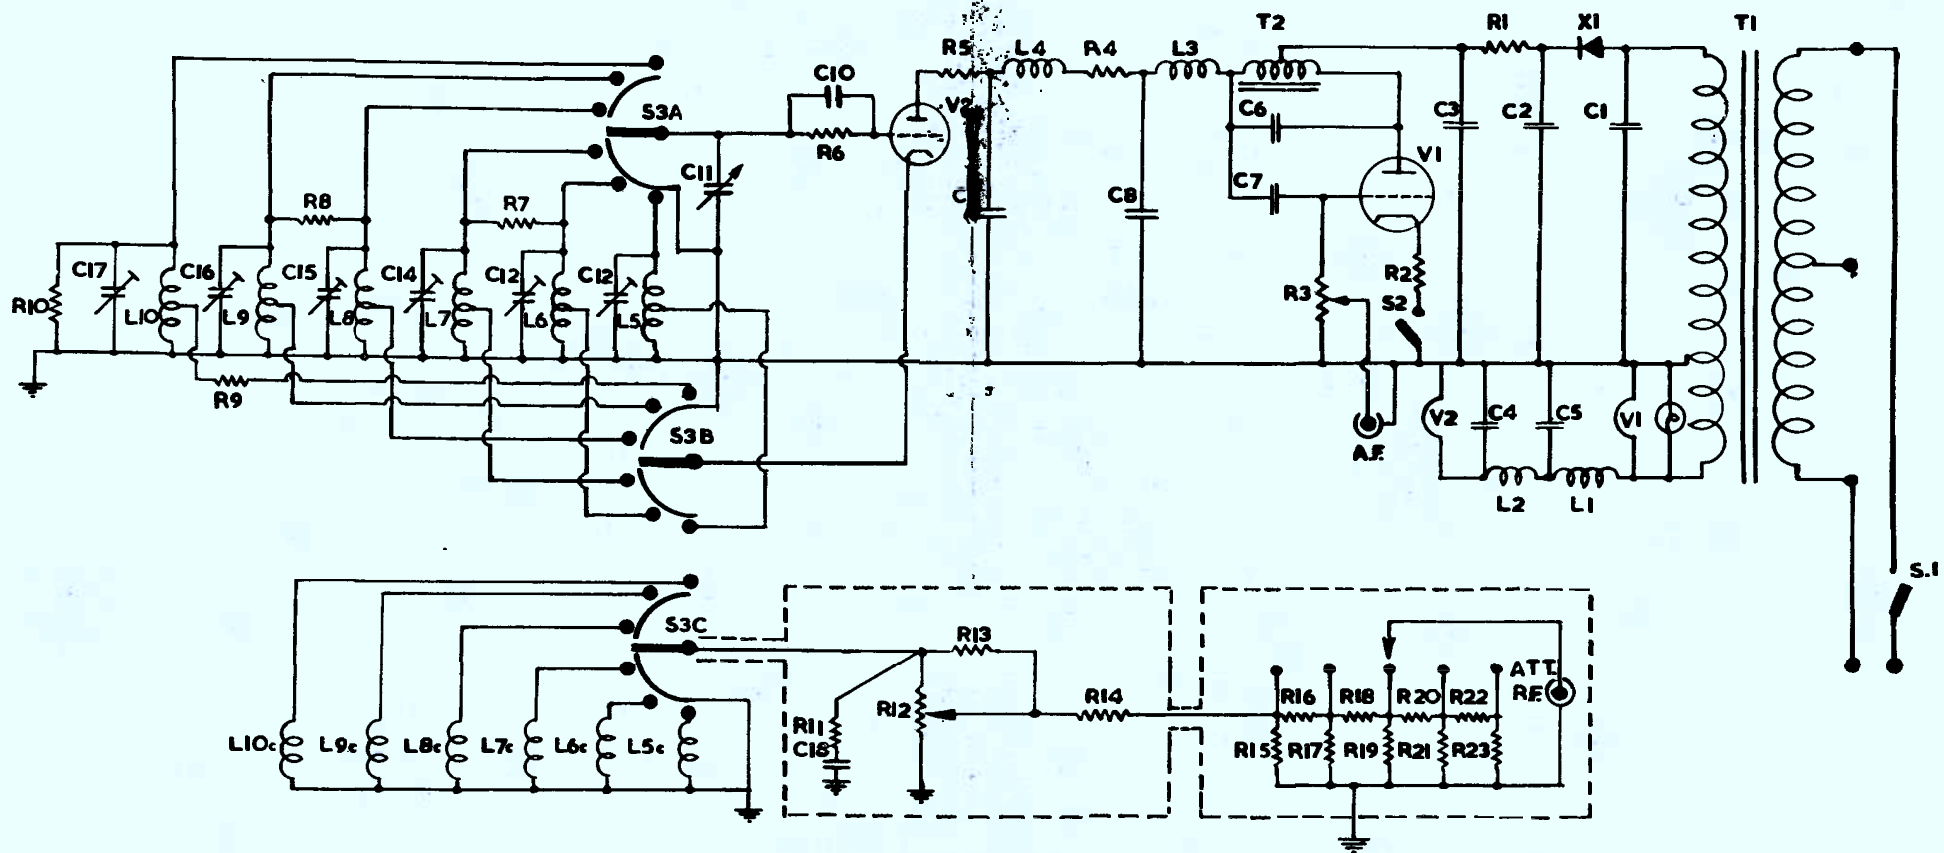 T2 R1 X1 T1
R5 L4 R4 L3
C10 S3A V2 C6 C3 C2 C1
R6 V1
C11 C7 C8 C
R8 R7
C17 C16 C15 C14 C12 C12 R2
R10 L10 L9 L8 L7 L6 L5 R3 S2
R9
S3B V2 C4 C5 V1
A.F.
L2 L1
S.1
S3C R13
ATT.
R.F.
R14 R16 R18 R20 R22
R12
R11
C18
L10c L9c L8c L7c L6c L5c R15 R17 R19 R21 R23